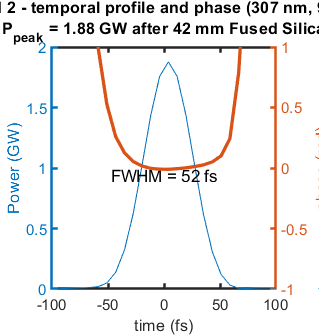 2 - temporal profile and phase (307 nm,
P peak = 1.88 GW after 42 mm Fused Silica
2
1.5
1
0.5
0
Power (GW)
FWHM = 52 fs
1
0.5
0
-0.5
-1
-100 -50 0 50 100
time (fs)